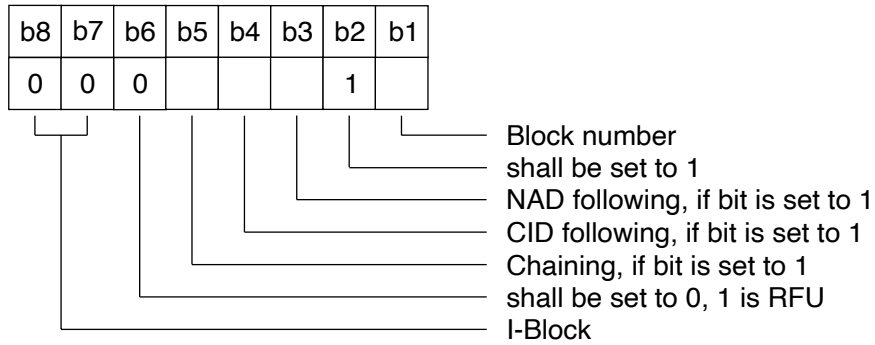 b8 b7 b6 b5 b4 b3 b2 b1
0 0 0 1
Block number
shall be set to 1
NAD following, if bit is set to 1
CID following, if bit is set to 1
Chaining, if bit is set to 1
shall be set to 0, 1 is RFU
I-Block